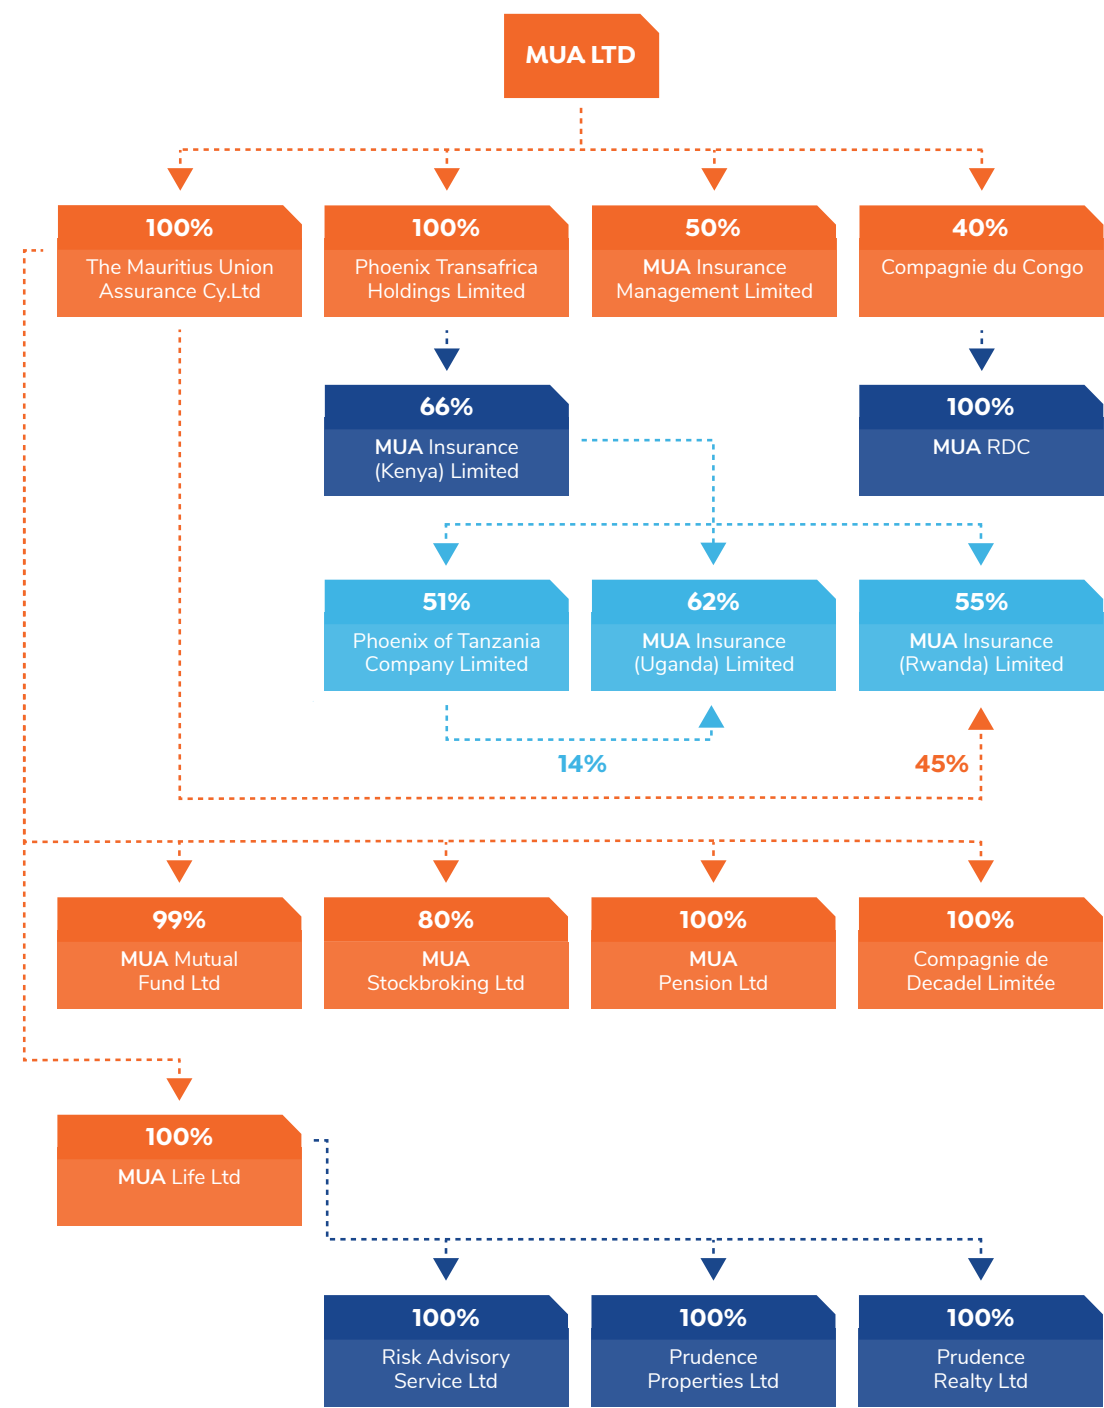 MUA LTD
100%
The Mauritius Union
Assurance Cy.Ltd
100%
Phoenix Transafrica
Holdings Limited
50%
MUA Insurance
Management Limited
40%
Compagnie du Congo
66%
MUA Insurance
(Kenya) Limited
100%
MUA RDC
51%
Phoenix of Tanzania
Company Limited
62%
MUA Insurance
(Uganda) Limited
55%
MUA Insurance
(Rwanda) Limited
14%
45%
99%
MUA Mutual
Fund Ltd
80%
MUA
Stockbroking Ltd
100%
MUA
Pension Ltd
100%
Compagnie de
Decadel Limitée
100%
MUA Life Ltd
100%
Risk Advisory
Service Ltd
100%
Prudence
Properties Ltd
100%
Prudence
Realty Ltd